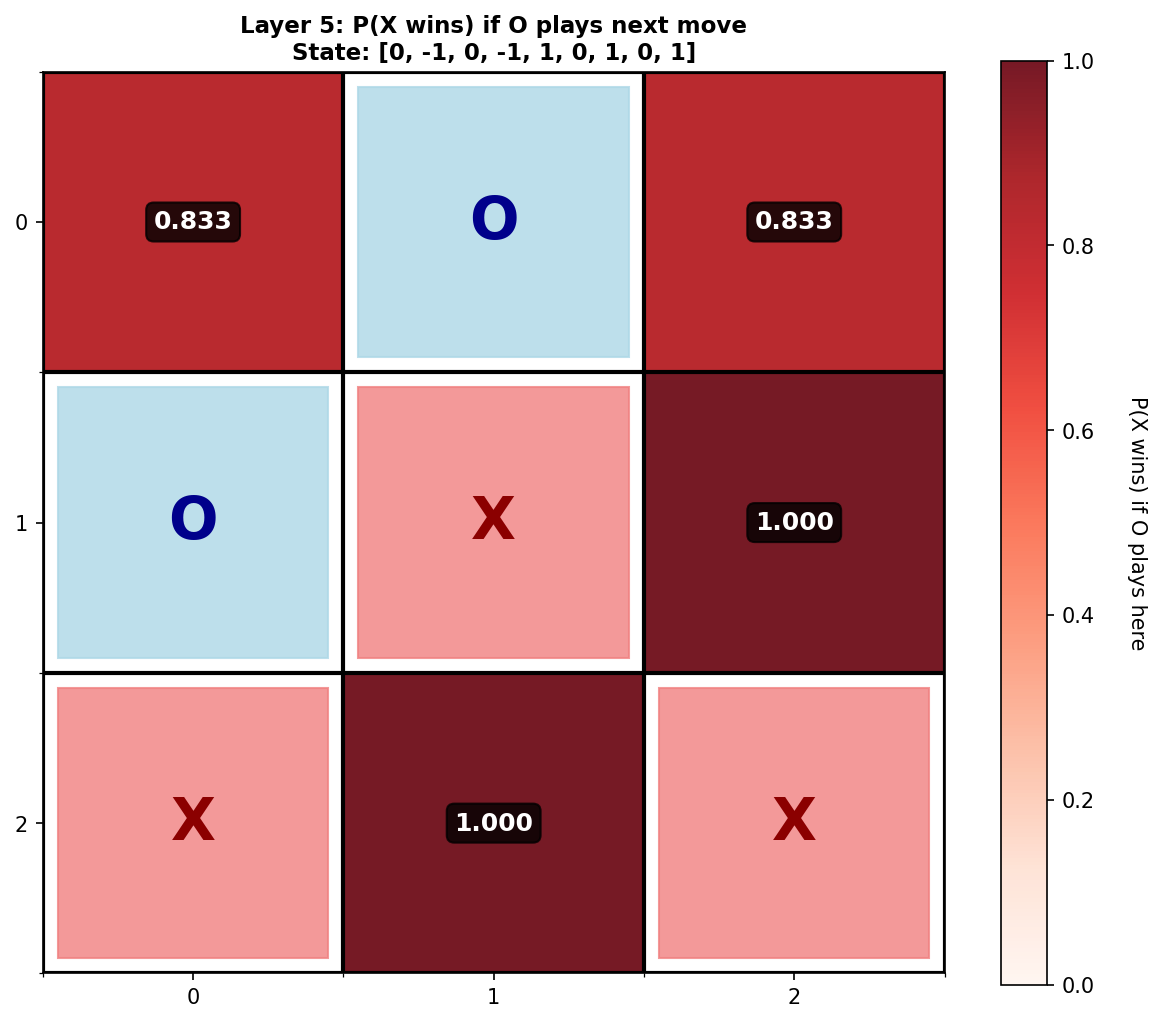 Layer 5: P(X wins) if O plays next move
State: [0, -1, 0, -1, 1, 0, 1, 0, 1]
0
0.833
O
0.833
1
O
X
1.000
2
X
1.000
X
0
1
2
1.0
0.8
0.6
0.4
0.2
0.0
P(X wins) if O plays here